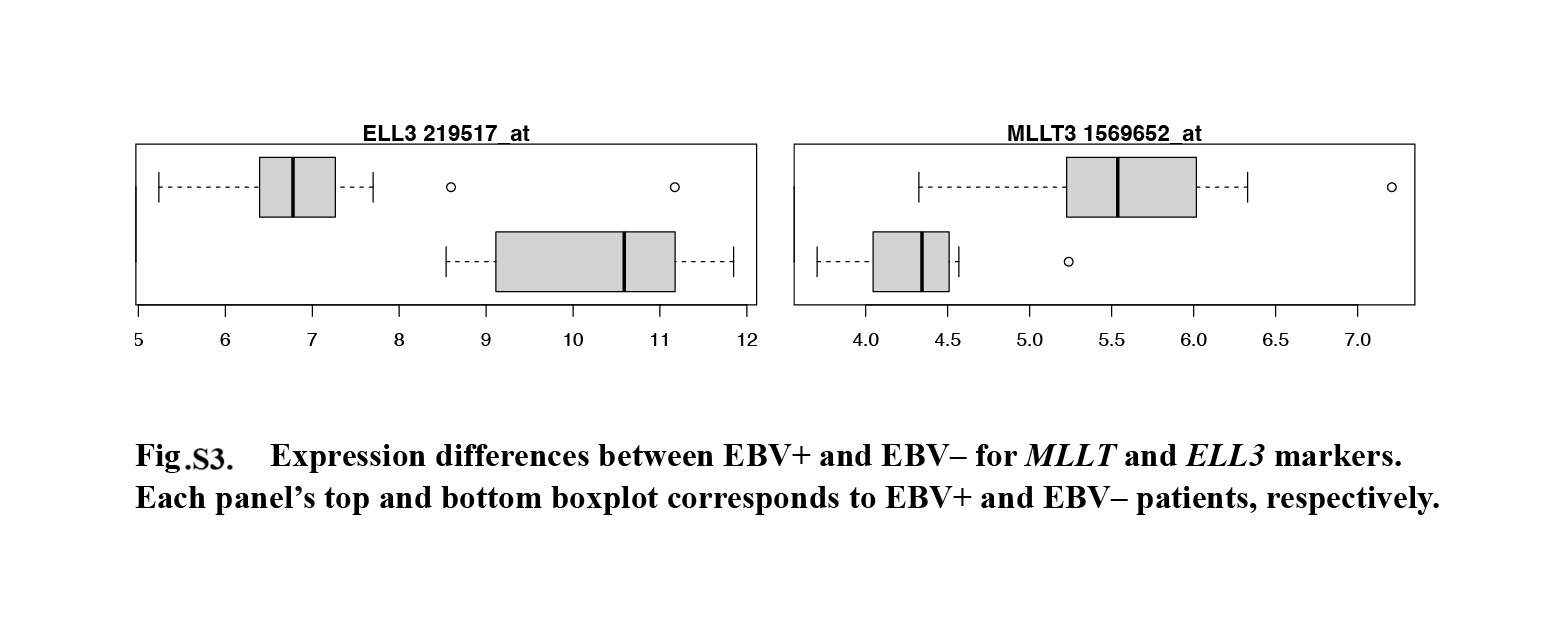 ELL3 219517_at
MLLT3 1569652_at
5 6 7 8 9 10 11 12
4.0 4.5 5.0 5.5 6.0 6.5 7.0
Fig.S3. Expression differences between EBV+ and EBV– for MLLT and ELL3 markers.
Each panel’s top and bottom boxplot corresponds to EBV+ and EBV– patients, respectively.